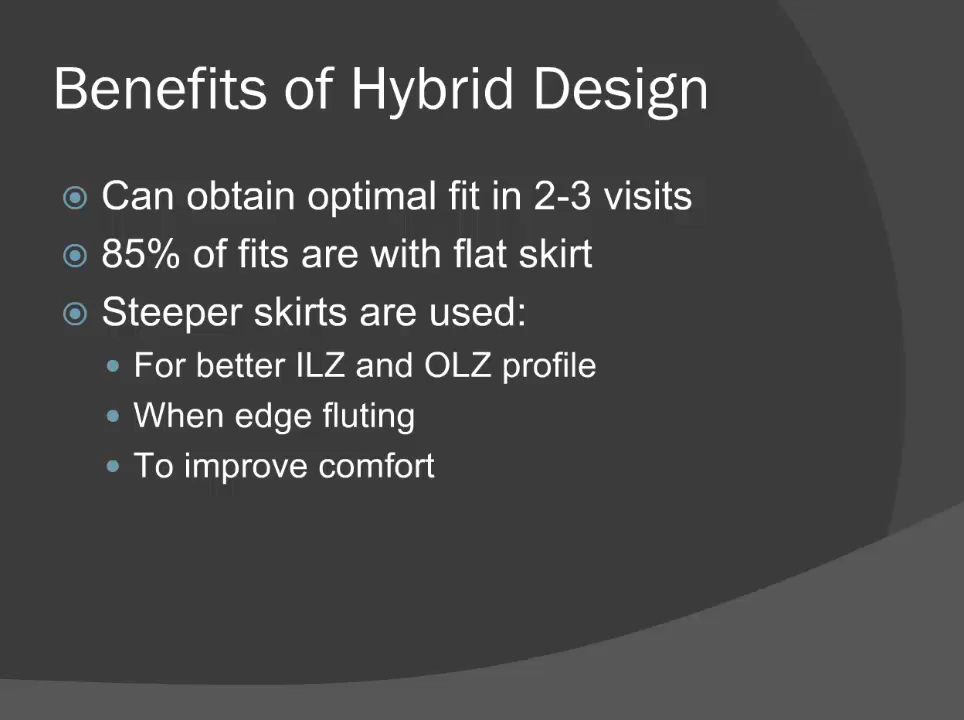 Benefits of Hybrid Design
Can obtain optimal fit in 2-3 visits
85% of fits are with flat skirt
Steeper skirts are used:
For better ILZ and OLZ profile
When edge fluting
To improve comfort